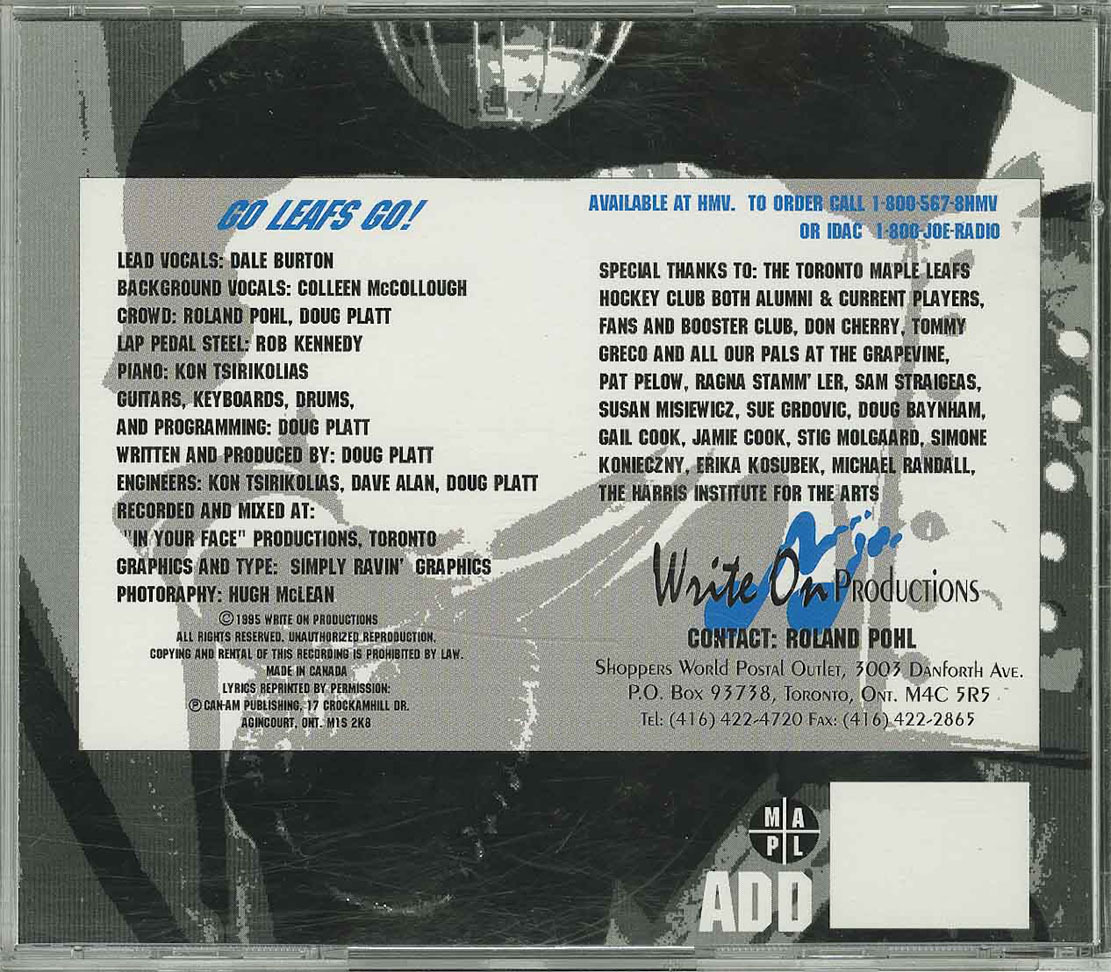 GO LEAFS GO!
LEAD VOCALS: DALE BURTON
BACKGROUND VOCALS: COLLEEN McCOLLOUGH
CROWD: ROLAND POHL, DOUG PLATT
LAP PEDAL STEEL: ROB KENNEDY
PIANO: KON TSIRIKOLIAS
GUITARS, KEYBOARDS, DRUMS,
AND PROGRAMMING: DOUG PLATT
WRITTEN AND PRODUCED BY: DOUG PLATT
ENGINEERS: KON TSIRIKOLIAS, DAVE ALAN, DOUG PLATT
RECORDED AND MIXED AT:
"IN YOUR FACE" PRODUCTIONS, TORONTO
GRAPHICS AND TYPE: SIMPLY RAVIN' GRAPHICS
PHOTORAPHY: HUGH McLEAN
©1995 WRITE ON PRODUCTIONS
ALL RIGHTS RESERVED. UNAUTHORIZED REPRODUCTION,
COPYING AND RENTAL OF THIS RECORDING IS PROHIBITED BY LAW.
MADE IN CANADA
LYRICS REPRINTED BY PERMISSION:
℗ CAN-AM PUBLISHING, 17 CROCKAMHILL DR.
AGINCOURT, ONT. M1S 2K8
AVAILABLE AT HMV. TO ORDER CALL 1-800-567-8HMV
OR IDAC 1-800-JOE-RADIO
SPECIAL THANKS TO: THE TORONTO MAPLE LEAFS
HOCKEY CLUB BOTH ALUMNI & CURRENT PLAYERS,
FANS AND BOOSTER CLUB, DON CHERRY, TOMMY
GRECO AND ALL OUR PALS AT THE GRAPEVINE,
PAT PELOW, RAGNA STAMM' LER, SAM STRAIGEAS,
SUSAN MISIEWICZ, SUE GRDOVIC, DOUG BAYNHAM,
GAIL COOK, JAMIE COOK, STIG MOLGAARD, SIMONE
KONIECZNY, ERIKA KOSUBEK, MICHAEL RANDALL,
THE HARRIS INSTITUTE FOR THE ARTS
Write On PRODUCTIONS
CONTACT: ROLAND POHL
SHOPPERS WORLD POSTAL OUTLET, 3003 DANFORTH AVE.
P.O. BOX 93738, TORONTO, ONT. M4C 5R5
TEL: (416) 422-4720 FAX: (416) 422-2865
M A
P L
ADD